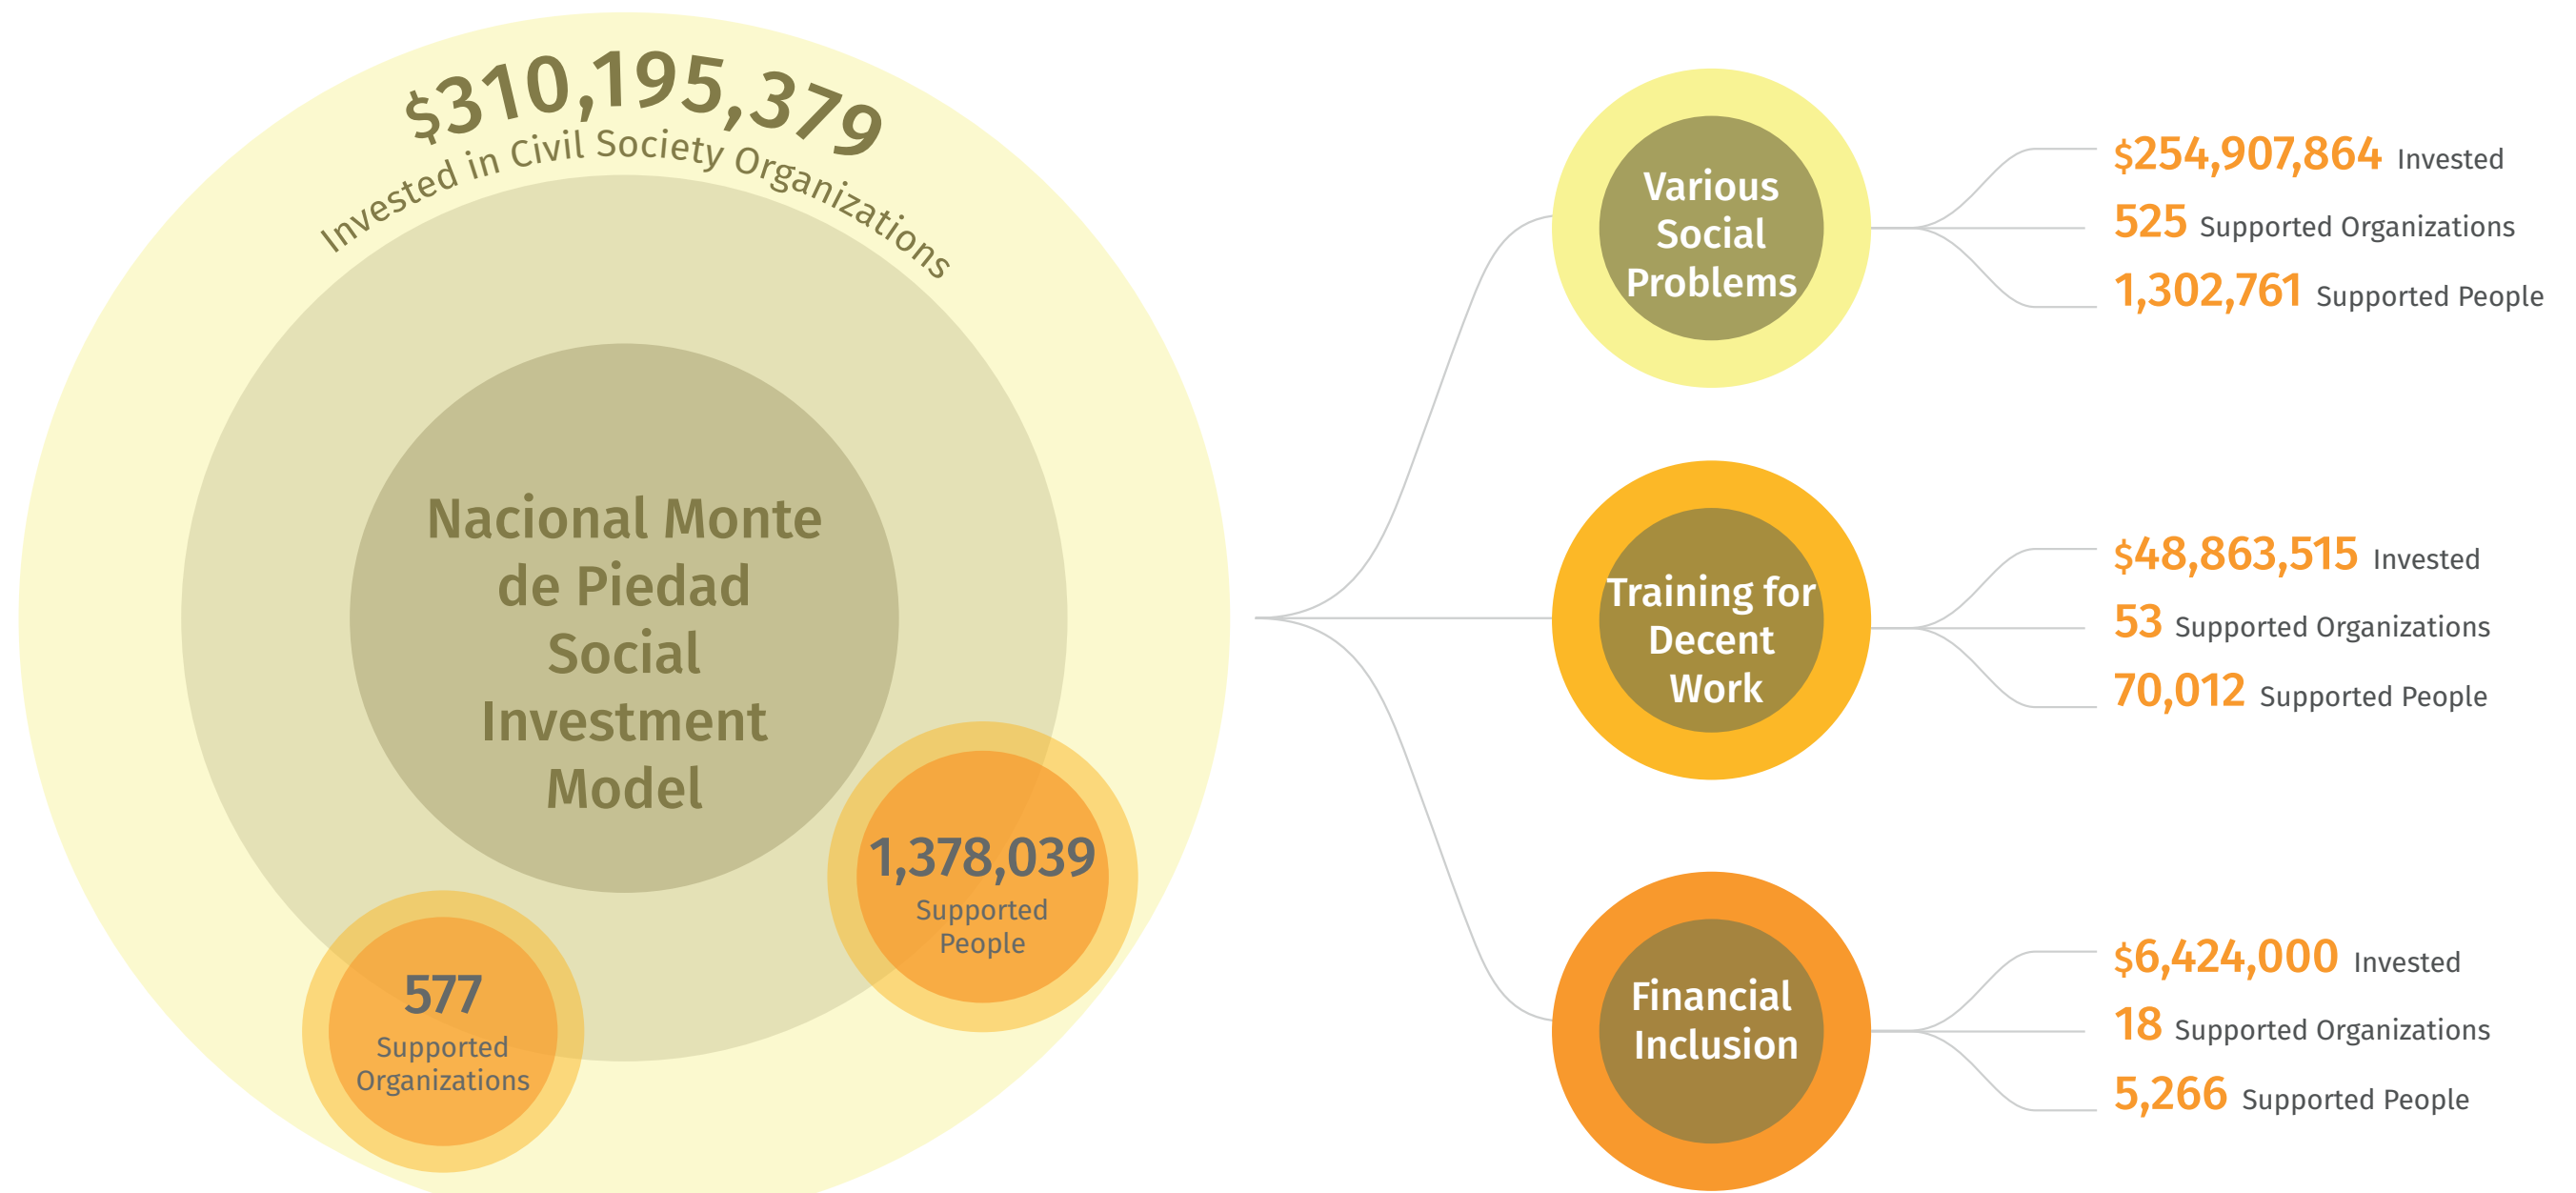 $310,195,379
Invested in Civil Society Organizations
Nacional Monte
de Piedad
Social
Investment
Model
1,378,039
Supported
People
577
Supported
Organizations
Various
Social
Problems
$254,907,864 Invested
525 Supported Organizations
1,302,761 Supported People
Training for
Decent
Work
$48,863,515 Invested
53 Supported Organizations
70,012 Supported People
Financial
Inclusion
$6,424,000 Invested
18 Supported Organizations
5,266 Supported People